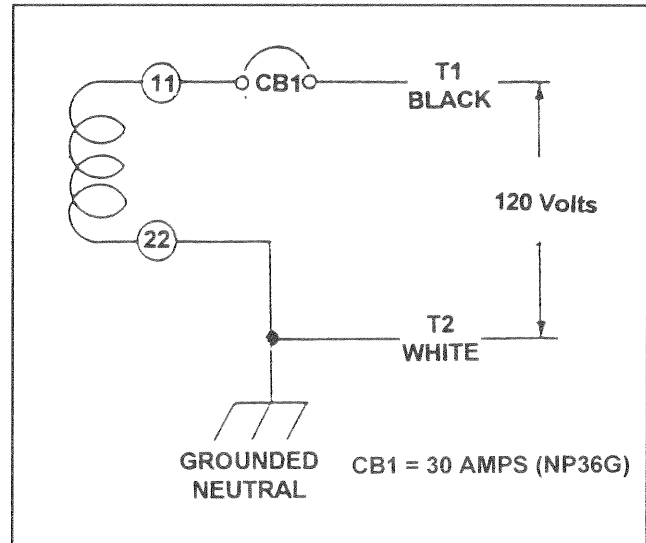 11
CB1
T1
BLACK
120 Volts
22
T2
WHITE
GROUNDED
NEUTRAL
CB1 = 30 AMPS (NP36G)